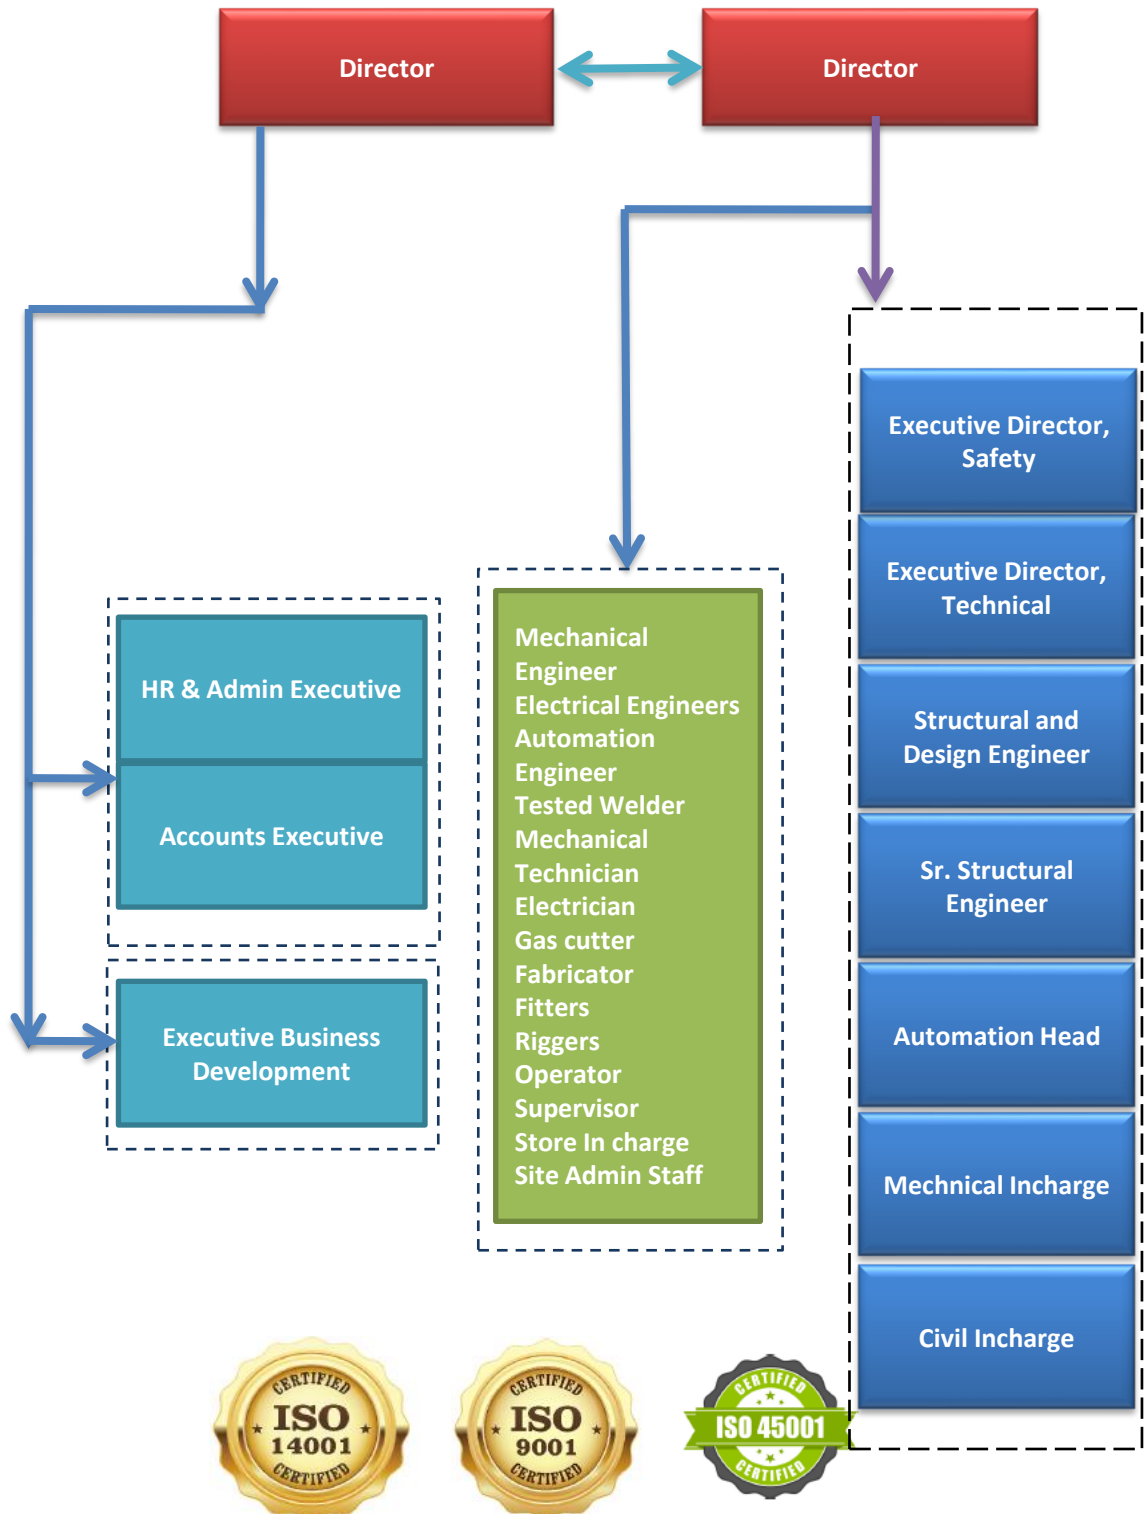 Director
Director
Executive Director,
Safety
Executive Director,
Technical
Structural and
Design Engineer
Sr. Structural
Engineer
Automation Head
Mechnical Incharge
Civil Incharge
HR & Admin Executive
Accounts Executive
Executive Business
Development
Mechanical
Engineer
Electrical Engineers
Automation
Engineer
Tested Welder
Mechanical
Technician
Electrician
Gas cutter
Fabricator
Fitters
Riggers
Operator
Supervisor
Store In charge
Site Admin Staff
CERTIFIED
ISO
14001
CERTIFIED
CERTIFIED
ISO
9001
CERTIFIED
CERTIFIED
ISO 45001
CERTIFIED